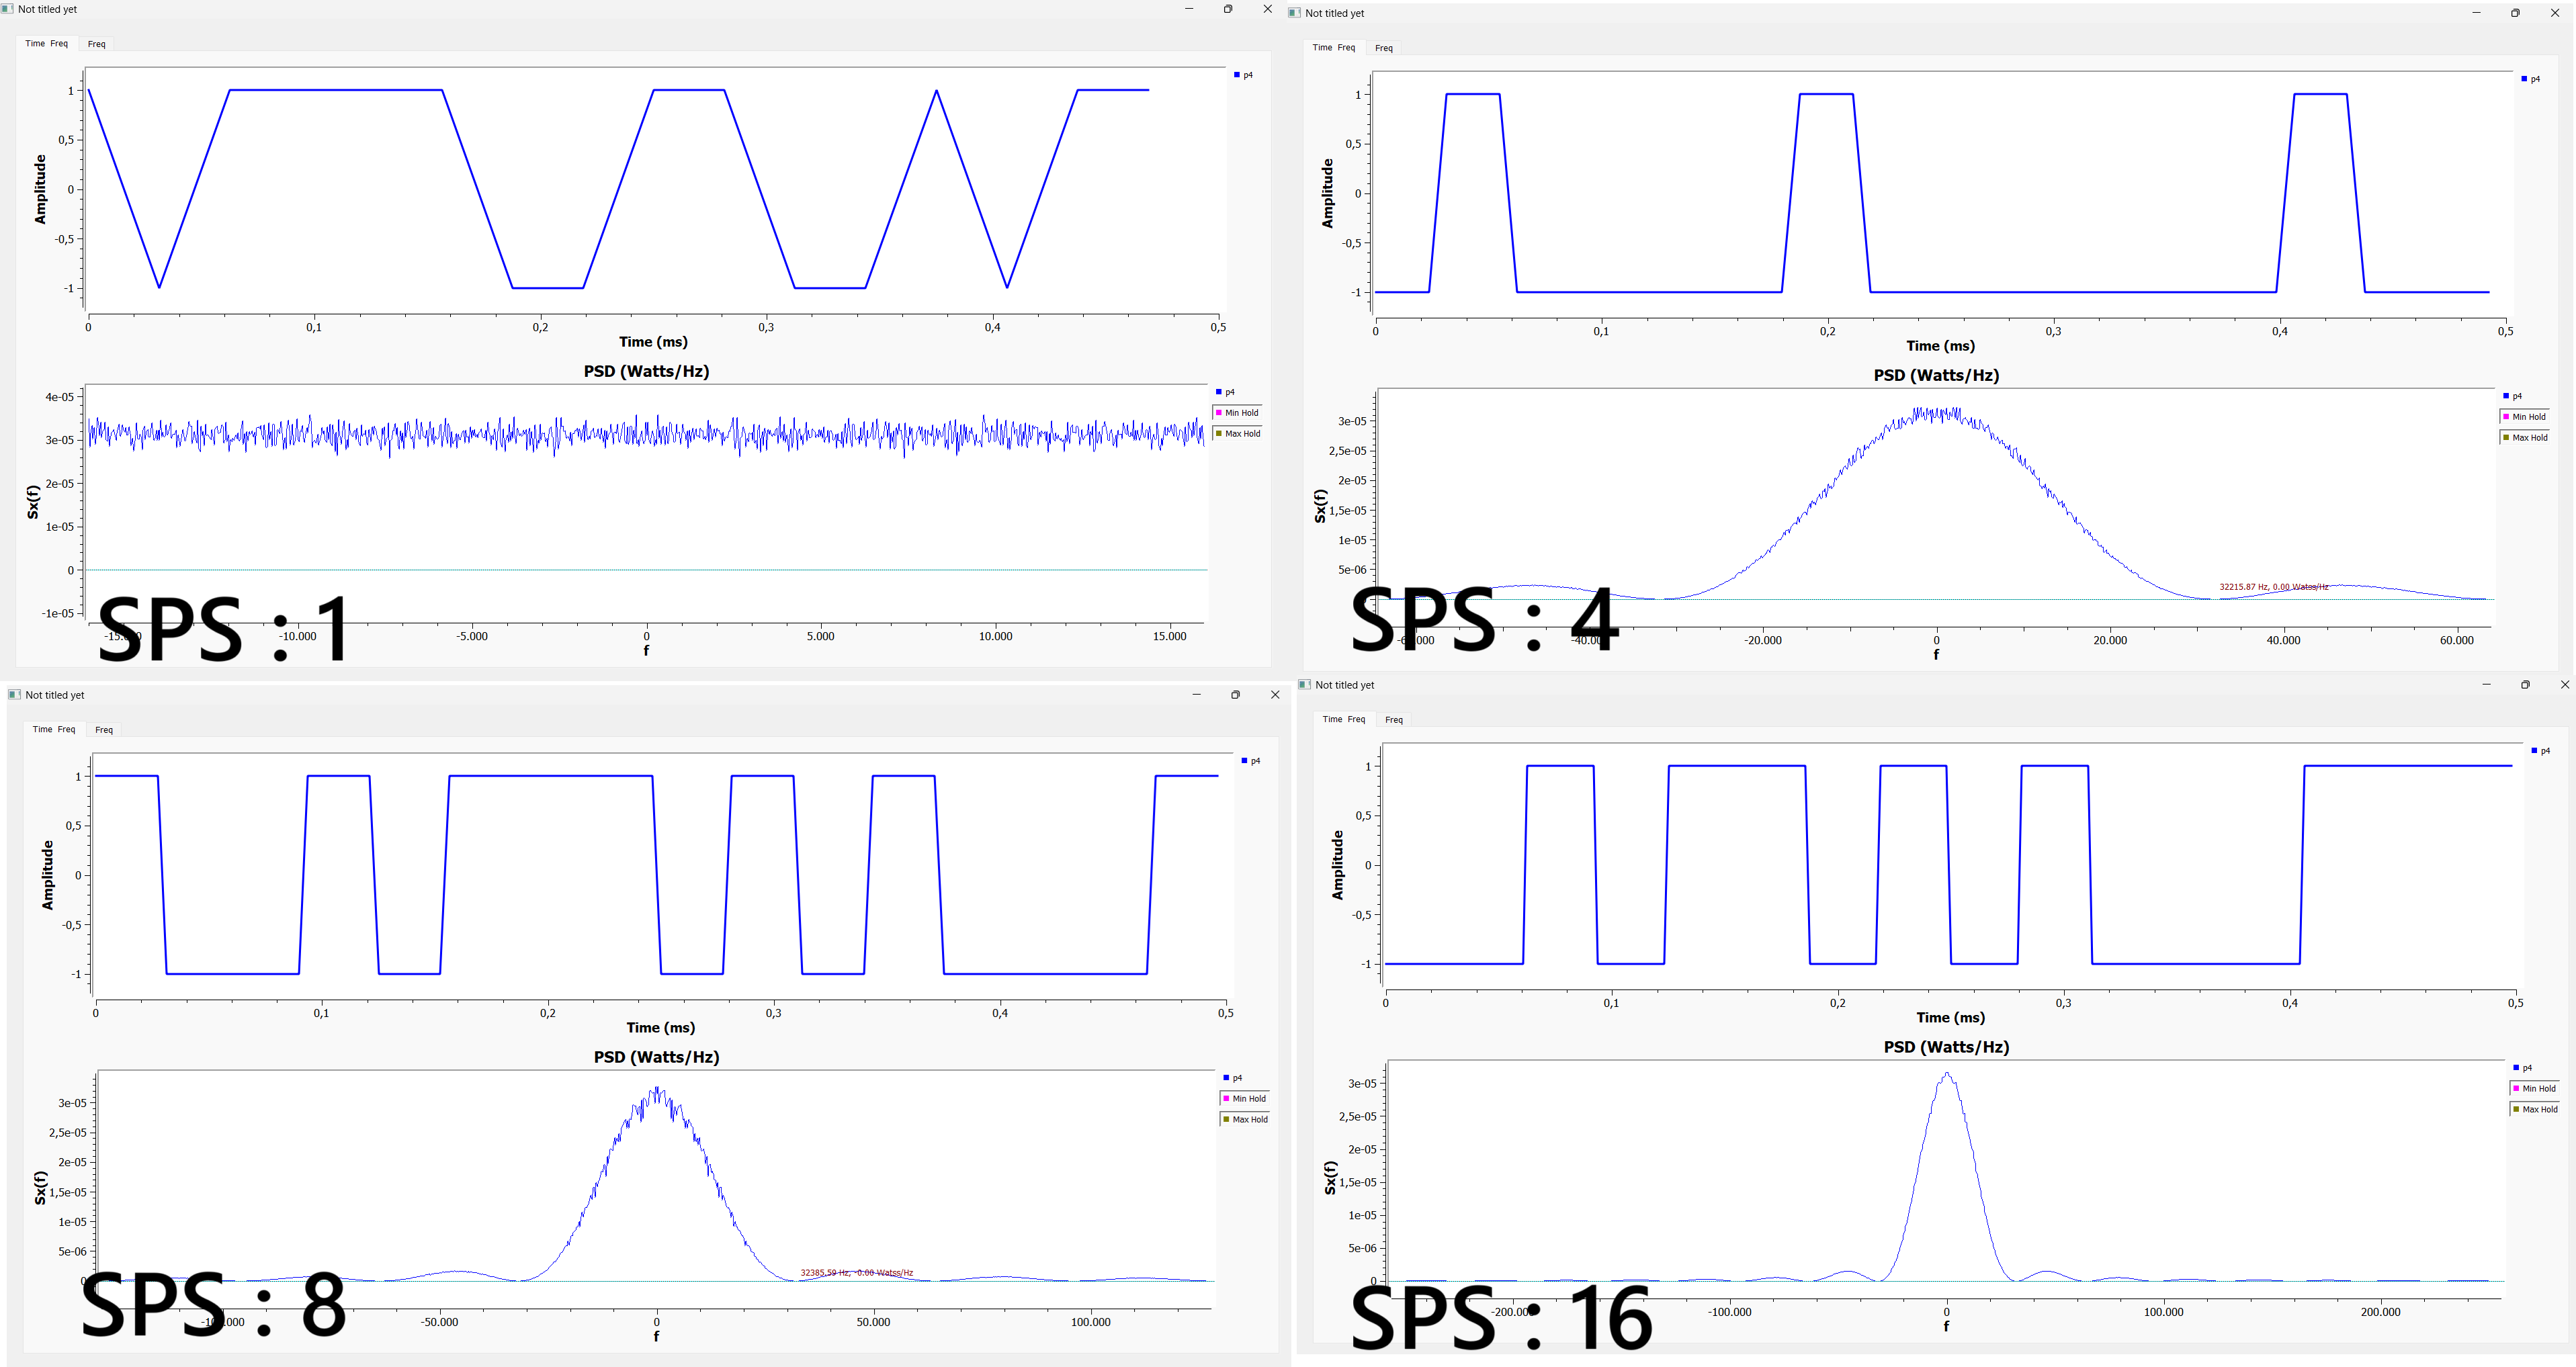 Not titled yet
Time Freq Freq
p4
1
0,5
0
-0,5
-1
Amplitude
0 0,1 0,2 0,3 0,4 0,5
Time (ms)
PSD (Watts/Hz)
p4
Min Hold
Max Hold
4e-05
3e-05
2e-05
1e-05
0
-1e-05
Sx(f)
-10.000 -5.000 0 5.000 10.000 15.000
f
SPS : 1
Not titled yet
Time Freq Freq
p4
1
0,5
0
-0,5
-1
Amplitude
0 0,1 0,2 0,3 0,4 0,5
Time (ms)
PSD (Watts/Hz)
p4
Min Hold
Max Hold
3e-05
2,5e-05
2e-05
1,5e-05
1e-05
5e-06
Sx(f)
32215.87 Hz, 0.00 Watss/Hz
-20.000 0 20.000 40.000 60.000
f
SPS : 4
Not titled yet
Time Freq Freq
p4
1
0,5
0
-0,5
-1
Amplitude
0 0,1 0,2 0,3 0,4 0,5
Time (ms)
PSD (Watts/Hz)
p4
Min Hold
Max Hold
3e-05
2,5e-05
2e-05
1,5e-05
1e-05
5e-06
0
Sx(f)
32385.59 Hz, -0.00 Watss/Hz
-50.000 0 50.000 100.000
f
SPS : 8
Not titled yet
Time Freq Freq
p4
1
0,5
0
-0,5
-1
Amplitude
0 0,1 0,2 0,3 0,4 0,5
Time (ms)
PSD (Watts/Hz)
p4
Min Hold
Max Hold
3e-05
2,5e-05
2e-05
1,5e-05
1e-05
5e-06
0
Sx(f)
-200.000 -100.000 0 100.000 200.000
f
SPS : 16